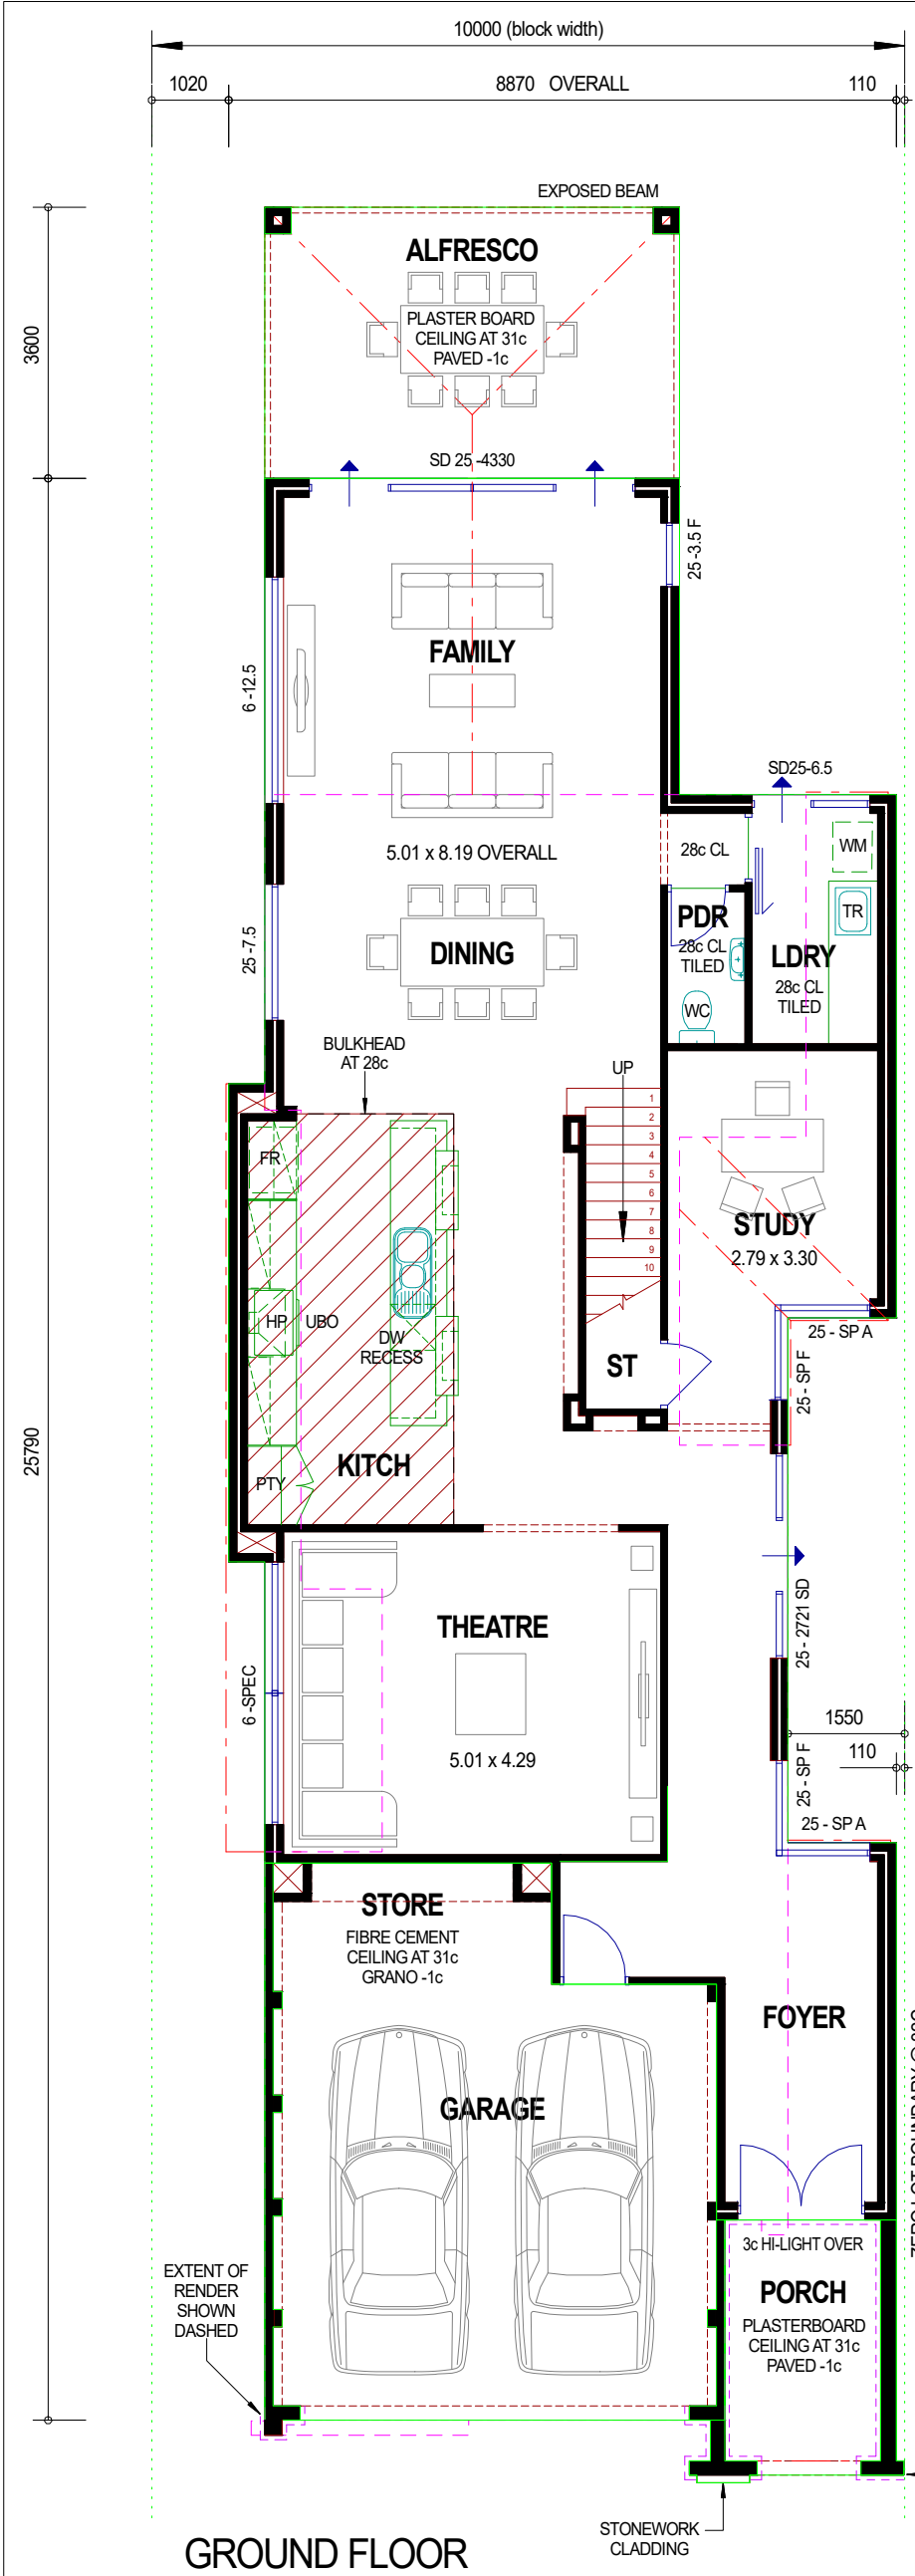 10000 (block width)
1020
8870 OVERALL
110
EXPOSED BEAM
ALFRESCO
PLASTER BOARD
CEILING AT 31c
PAVED -1c
3600
SD 25 -4330
25 -3.5 F
FAMILY
6 -12.5
SD25-6.5
5.01 x 8.19 OVERALL
28c CL
WM
TR
PDR
28c CL
TILED
LDRY
28c CL
TILED
WC
DINING
25 -7.5
BULKHEAD
AT 28c
UP
1
2
3
4
5
6
7
8
9
10
FR
STUDY
2.79 x 3.30
HP
UBO
DW
RECESS
25 - SP A
25 - SP F
ST
KITCH
PTY
25790
THEATRE
5.01 x 4.29
6 -SPEC
25 - 2721 SD
1550
110
25 - SP F
25 - SP A
STORE
FIBRE CEMENT
CEILING AT 31c
GRANO -1c
FOYER
GARAGE
3c HI-LIGHT OVER
PORCH
PLASTERBOARD
CEILING AT 31c
PAVED -1c
EXTENT OF
RENDER
SHOWN
DASHED
STONEWORK
CLADDING
GROUND FLOOR